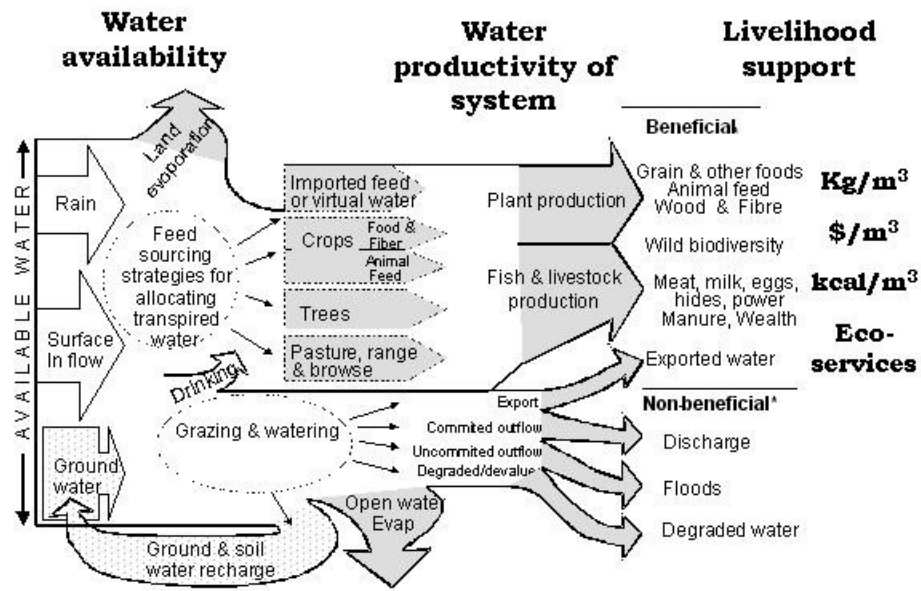 Water
availability
Water
productivity of
system
Livelihood
support
AVAILABLE WATER
Rain
Surface
In flow
Ground
water
Land
evaporation
Feed
sourcing
strategies for
allocating
transpired
water
Drinking
Grazing & watering
Ground & soil
water recharge
Open water
Evap
Imported feed
or virtual water
Crops
Food &
Fiber
Animal
Feed
Trees
Pasture, range
& browse
Plant production
Fish & livestock
production
Export
Commited outflow
Uncommited outflow
Degraded/devalue
Beneficial
Grain & other foods
Animal feed
Wood & Fibre
Wild biodiversity
Meat, milk, eggs,
hides, power
Manure, Wealth
Exported water
Non-beneficial*
Discharge
Floods
Degraded water
Kg/m³
$/m³
kcal/m³
Eco-
services